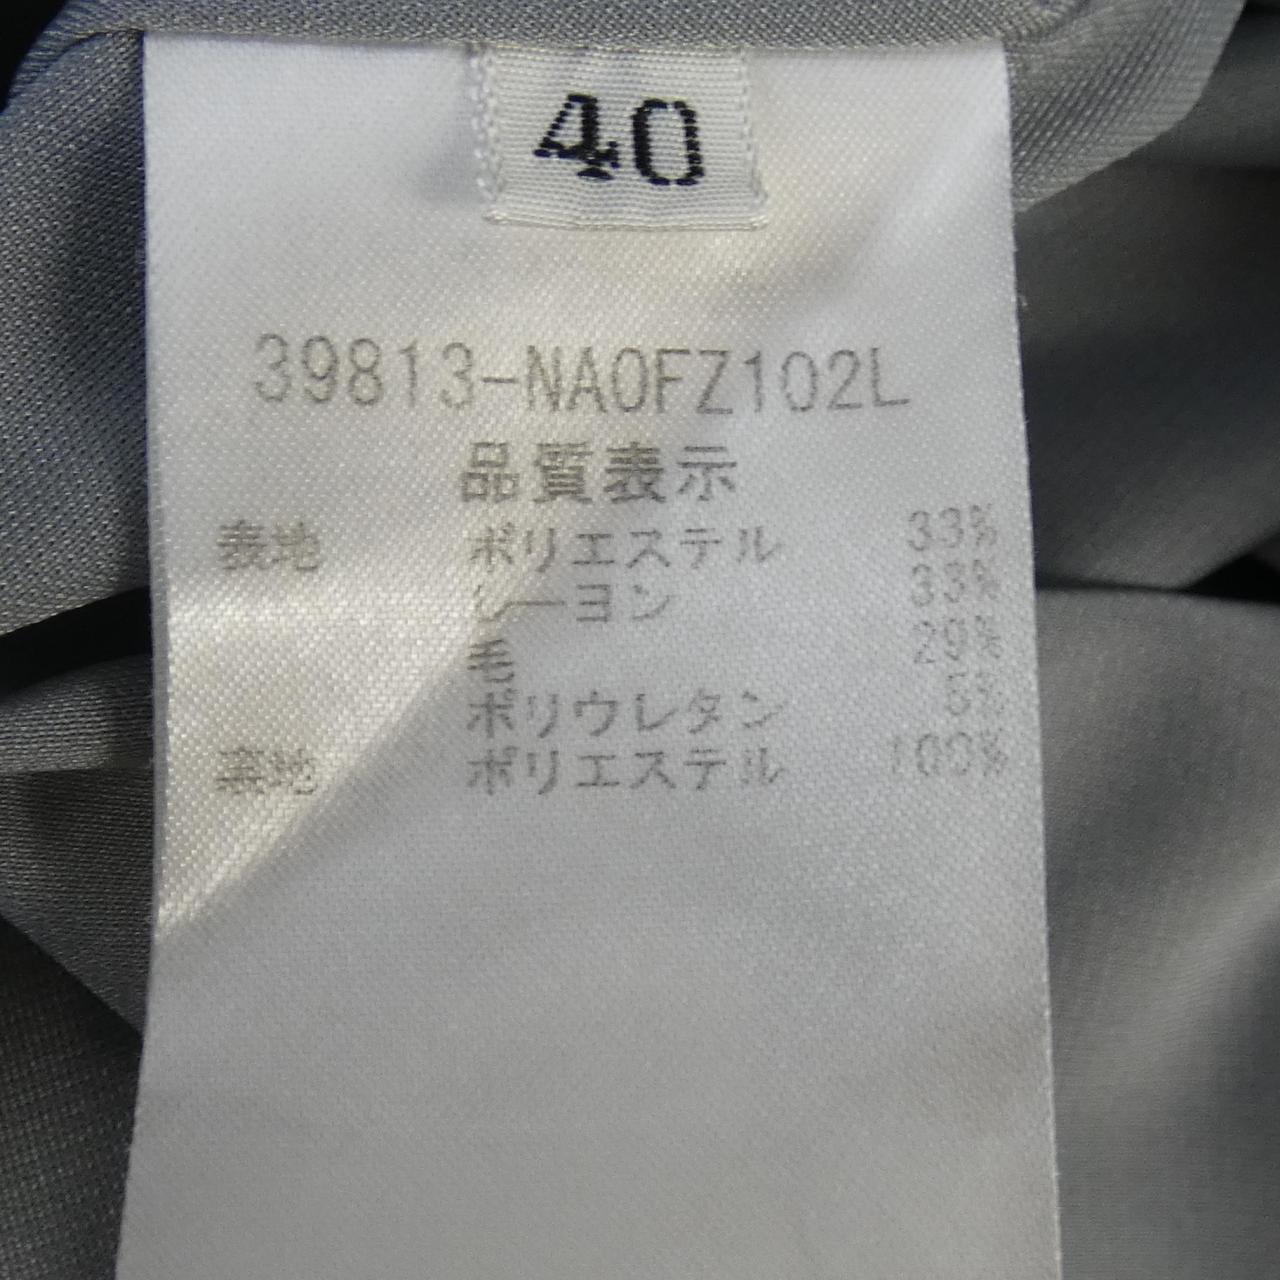 40
39813-NA0FZ102L
品質表示
表地 ポリエステル 33%
レーヨン 33%
毛 29%
ポリウレタン 5%
裏地 ポリエステル 100%